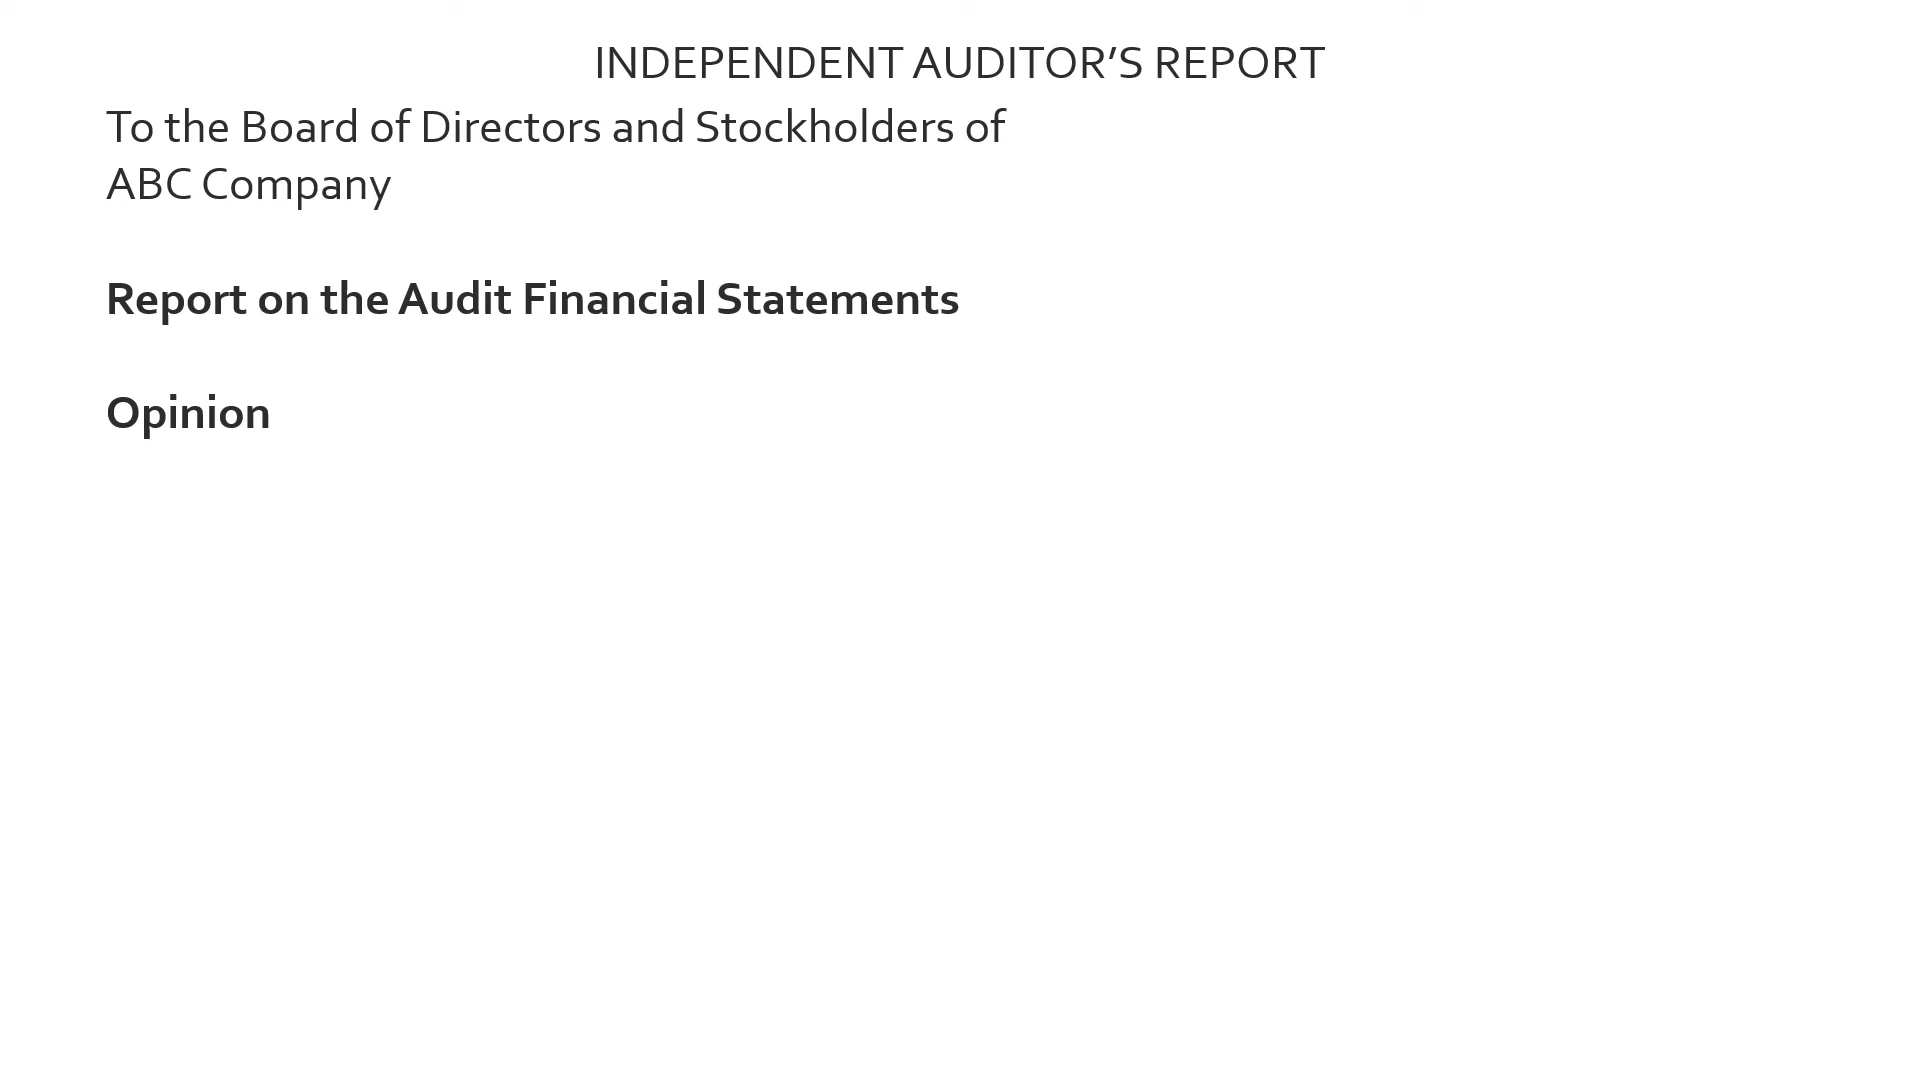 INDEPENDENT AUDITOR’S REPORT
To the Board of Directors and Stockholders of
ABC Company
Report on the Audit Financial Statements
Opinion